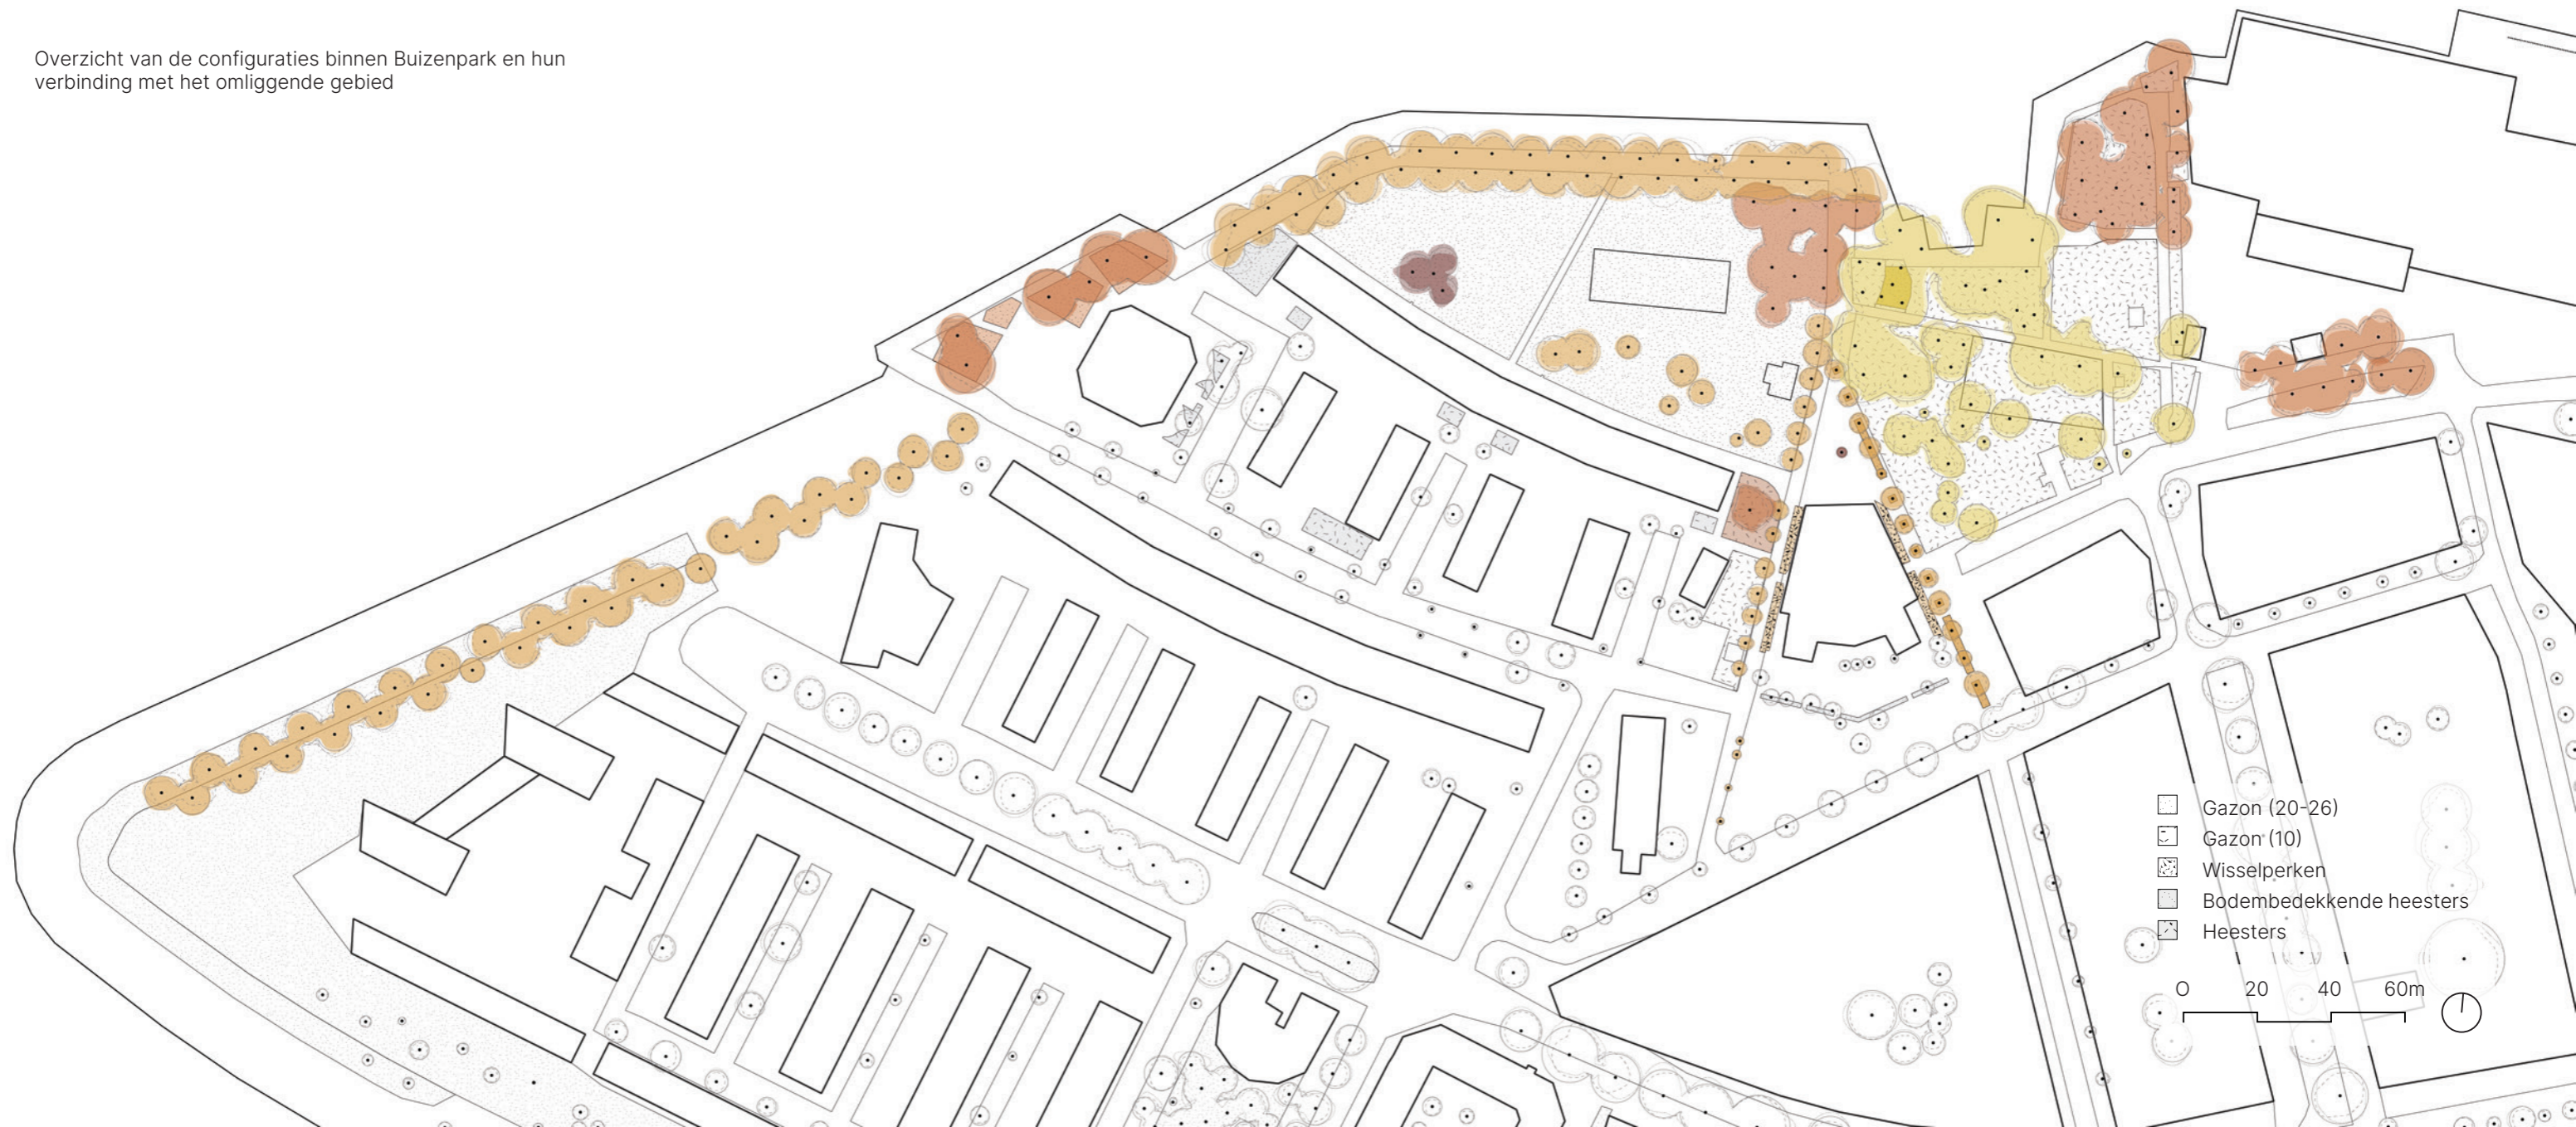 Overzicht van de configuraties binnen Buizenpark en hun
verbinding met het omliggende gebied
Gazon (20-26)
Gazon (10)
Wisselperken
Bodembedekkende heesters
Heesters
0 20 40 60m